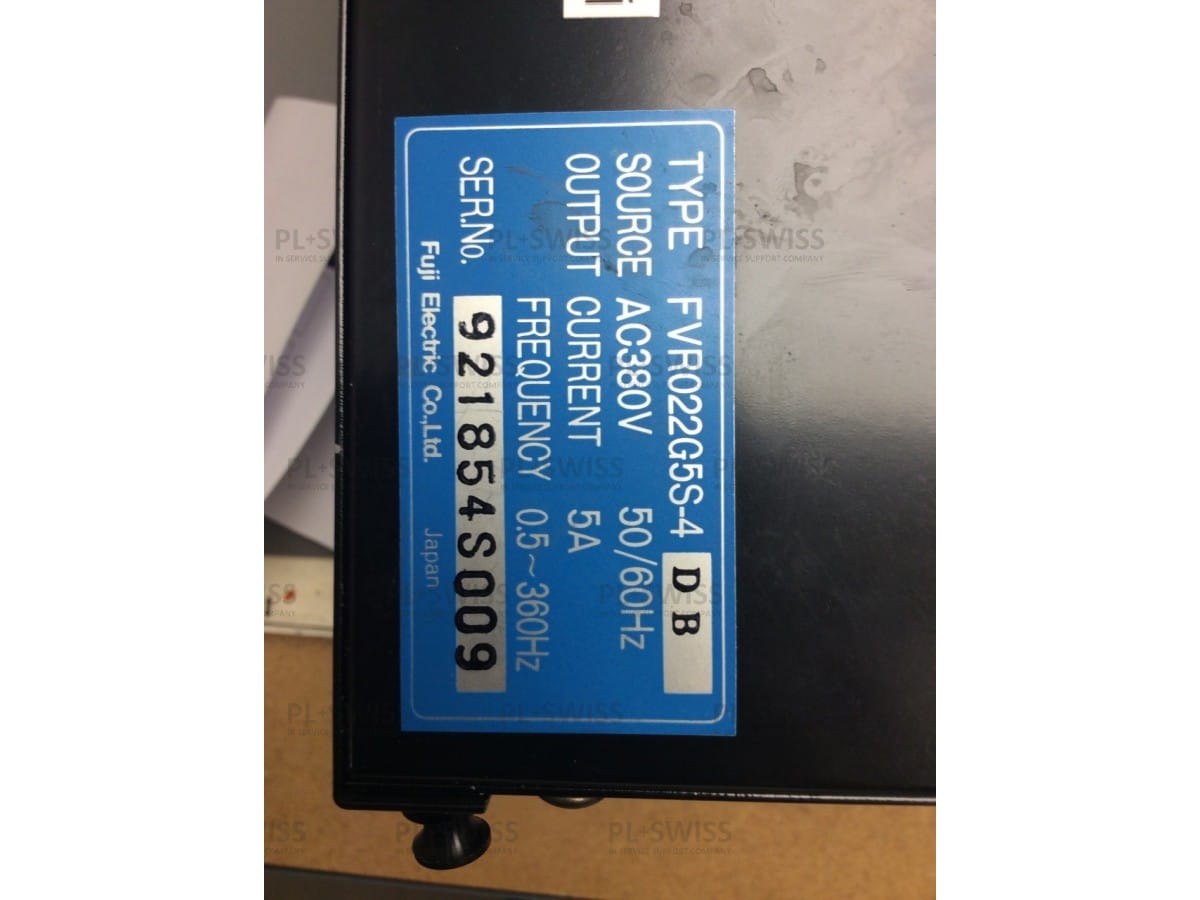 TYPE FVR022G5S-4 DB
SOURCE AC380V 50/60Hz
OUTPUT CURRENT 5A
FREQUENCY 0.5~360Hz
SER.No. 921854S009
Fuji Electric Co.,Ltd. Japan
PL+SWISS
IN SERVICE SUPPORT COMPANY